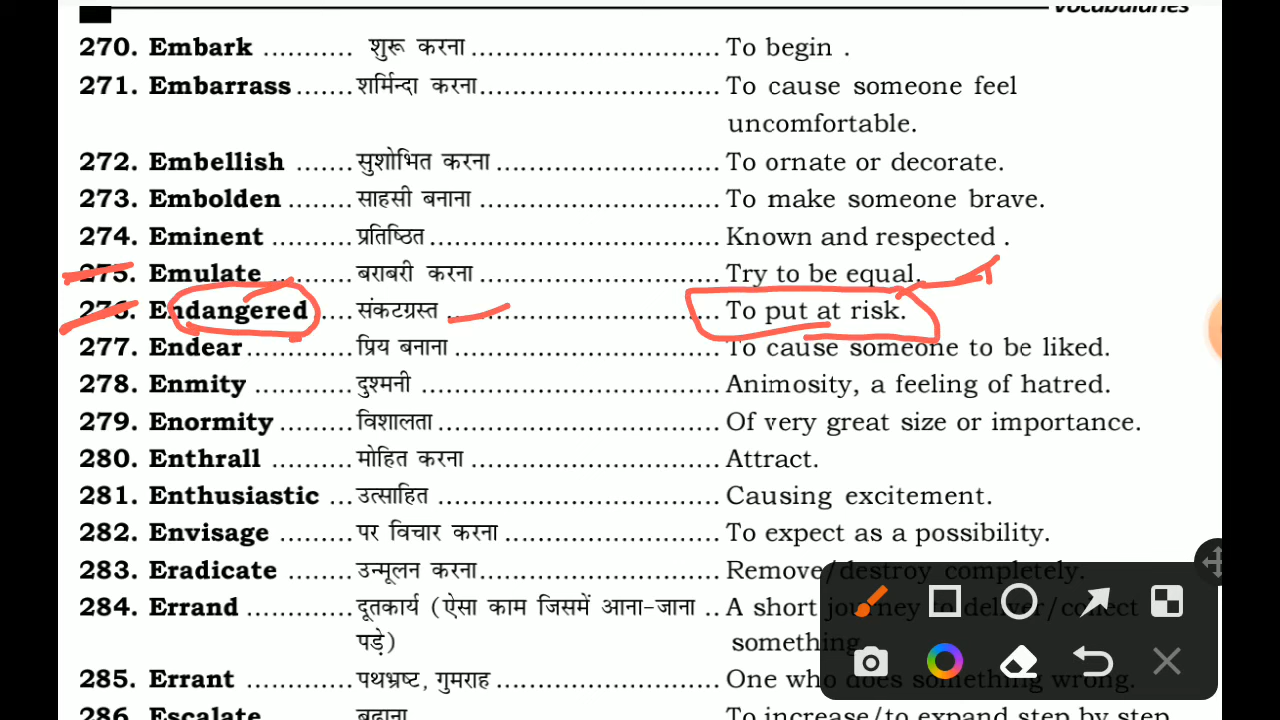 Vocabularies
270. Embark ........... शुरू करना .............................. To begin .
271. Embarrass ....... शर्मिन्दा करना ............................. To cause someone feel
uncomfortable.
272. Embellish ....... सुशोभित करना ........................... To ornate or decorate.
273. Embolden ........ साहसी बनाना ............................. To make someone brave.
274. Eminent .......... प्रतिष्ठित ................................... Known and respected .
275. Emulate .......... बराबरी करना ............................. Try to be equal.
276. Endangered .... संकटग्रस्त ................................. To put at risk.
277. Endear ............. प्रिय बनाना ................................ To cause someone to be liked.
278. Enmity ............ दुश्मनी .................................... Animosity, a feeling of hatred.
279. Enormity ......... विशालता ................................... Of very great size or importance.
280. Enthrall .......... मोहित करना .............................. Attract.
281. Enthusiastic ... उत्साहित .................................. Causing excitement.
282. Envisage ......... पर विचार करना .......................... To expect as a possibility.
283. Eradicate ........ उन्मूलन करना ............................. Remove/destroy completely.
284. Errand ............. दूतकार्य (ऐसा काम जिसमें आना-जाना .. A short journey to deliver/collect
पड़े) something.
285. Errant ............. पथभ्रष्ट, गुमराह ............................ One who does something wrong.
286. Escalate बढ़ाना To increase/to expand step by step